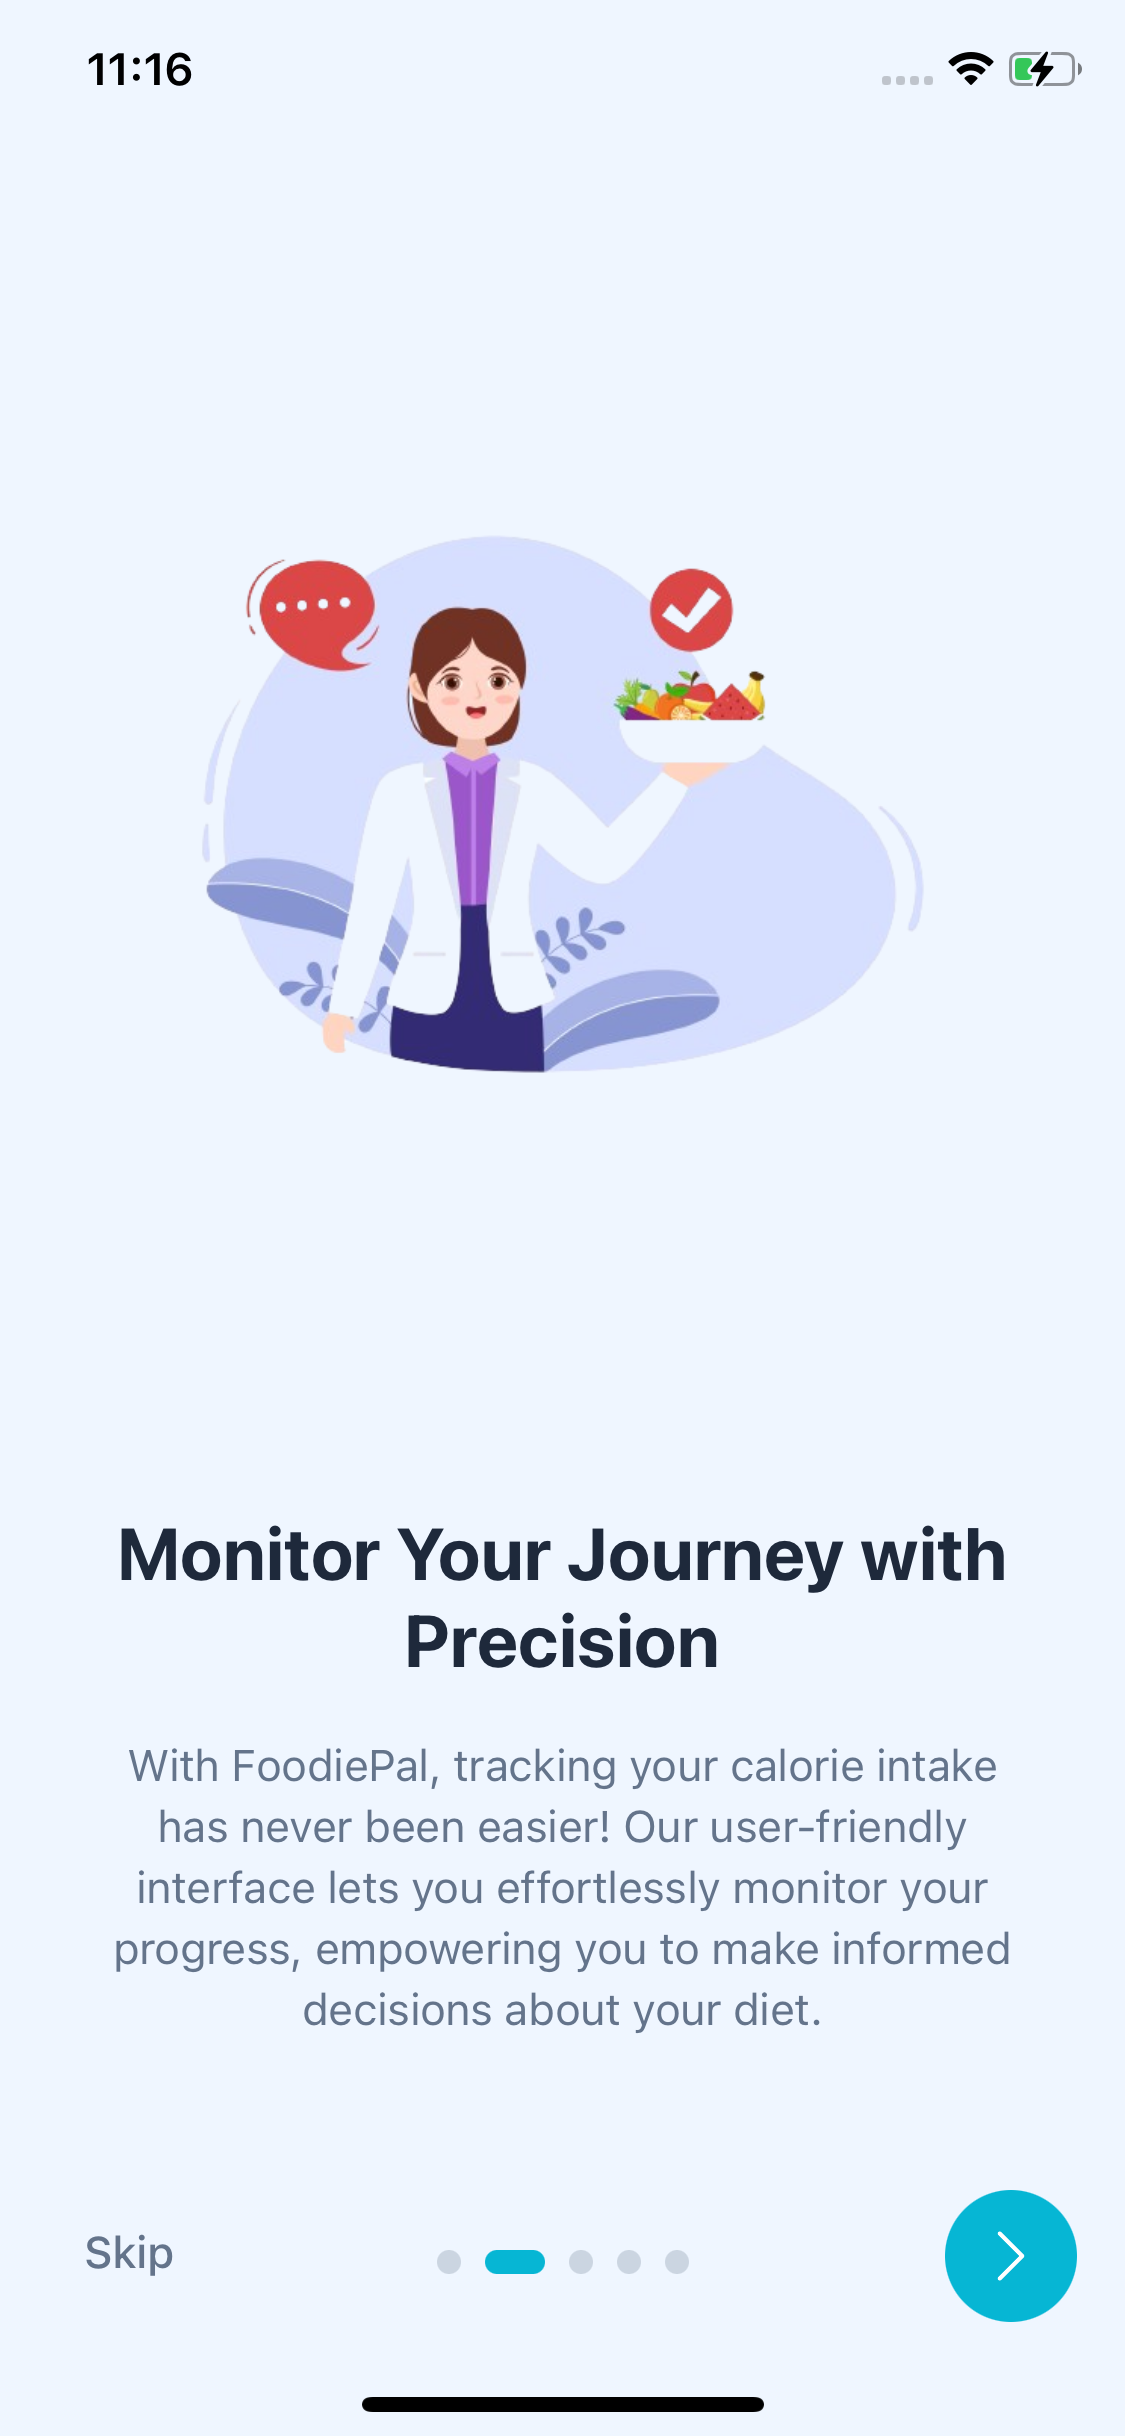 11:16
Monitor Your Journey with
Precision
With FoodiePal, tracking your calorie intake
has never been easier! Our user-friendly
interface lets you effortlessly monitor your
progress, empowering you to make informed
decisions about your diet.
Skip